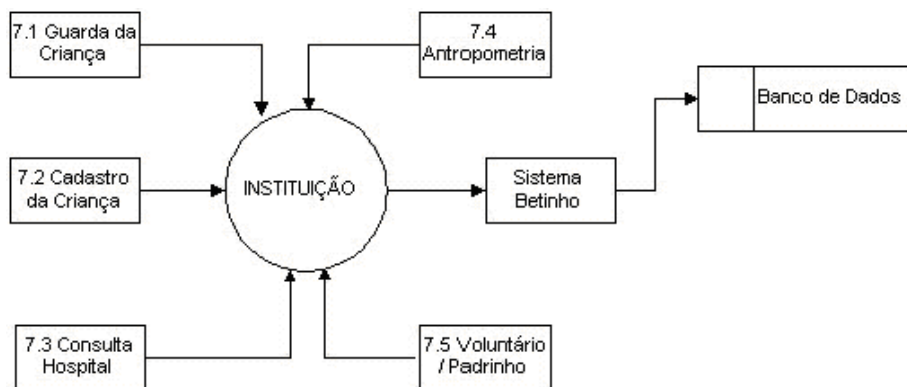 7.1 Guarda da
Criança
7.4
Antropometria
Banco de Dados
7.2 Cadastro
da Criança
INSTITUIÇÃO
Sistema
Betinho
7.3 Consulta
Hospital
7.5 Voluntário
/ Padrinho